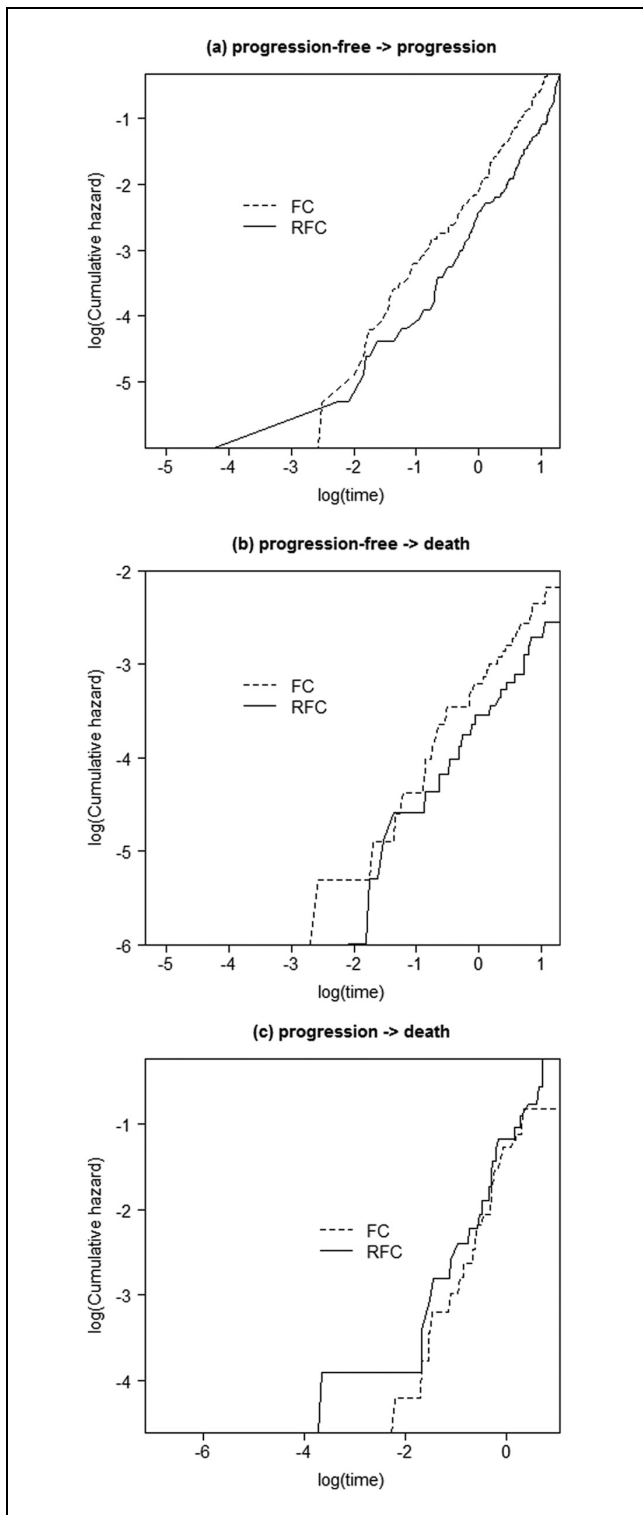 (a) progression-free -> progression
log(Cumulative hazard)
-1
-2
-3
-4
-5
FC
RFC
-5 -4 -3 -2 -1 0 1
log(time)
(b) progression-free -> death
log(Cumulative hazard)
-2
-3
-4
-5
-6
FC
RFC
-5 -4 -3 -2 -1 0 1
log(time)
(c) progression -> death
log(Cumulative hazard)
-1
-2
-3
-4
FC
RFC
-6 -4 -2 0
log(time)